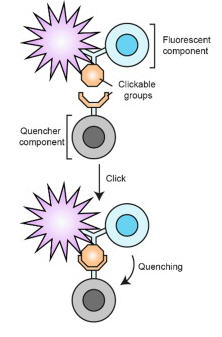 Fluorescent
component
Clickable
groups
Quencher
component
Click
Quenching